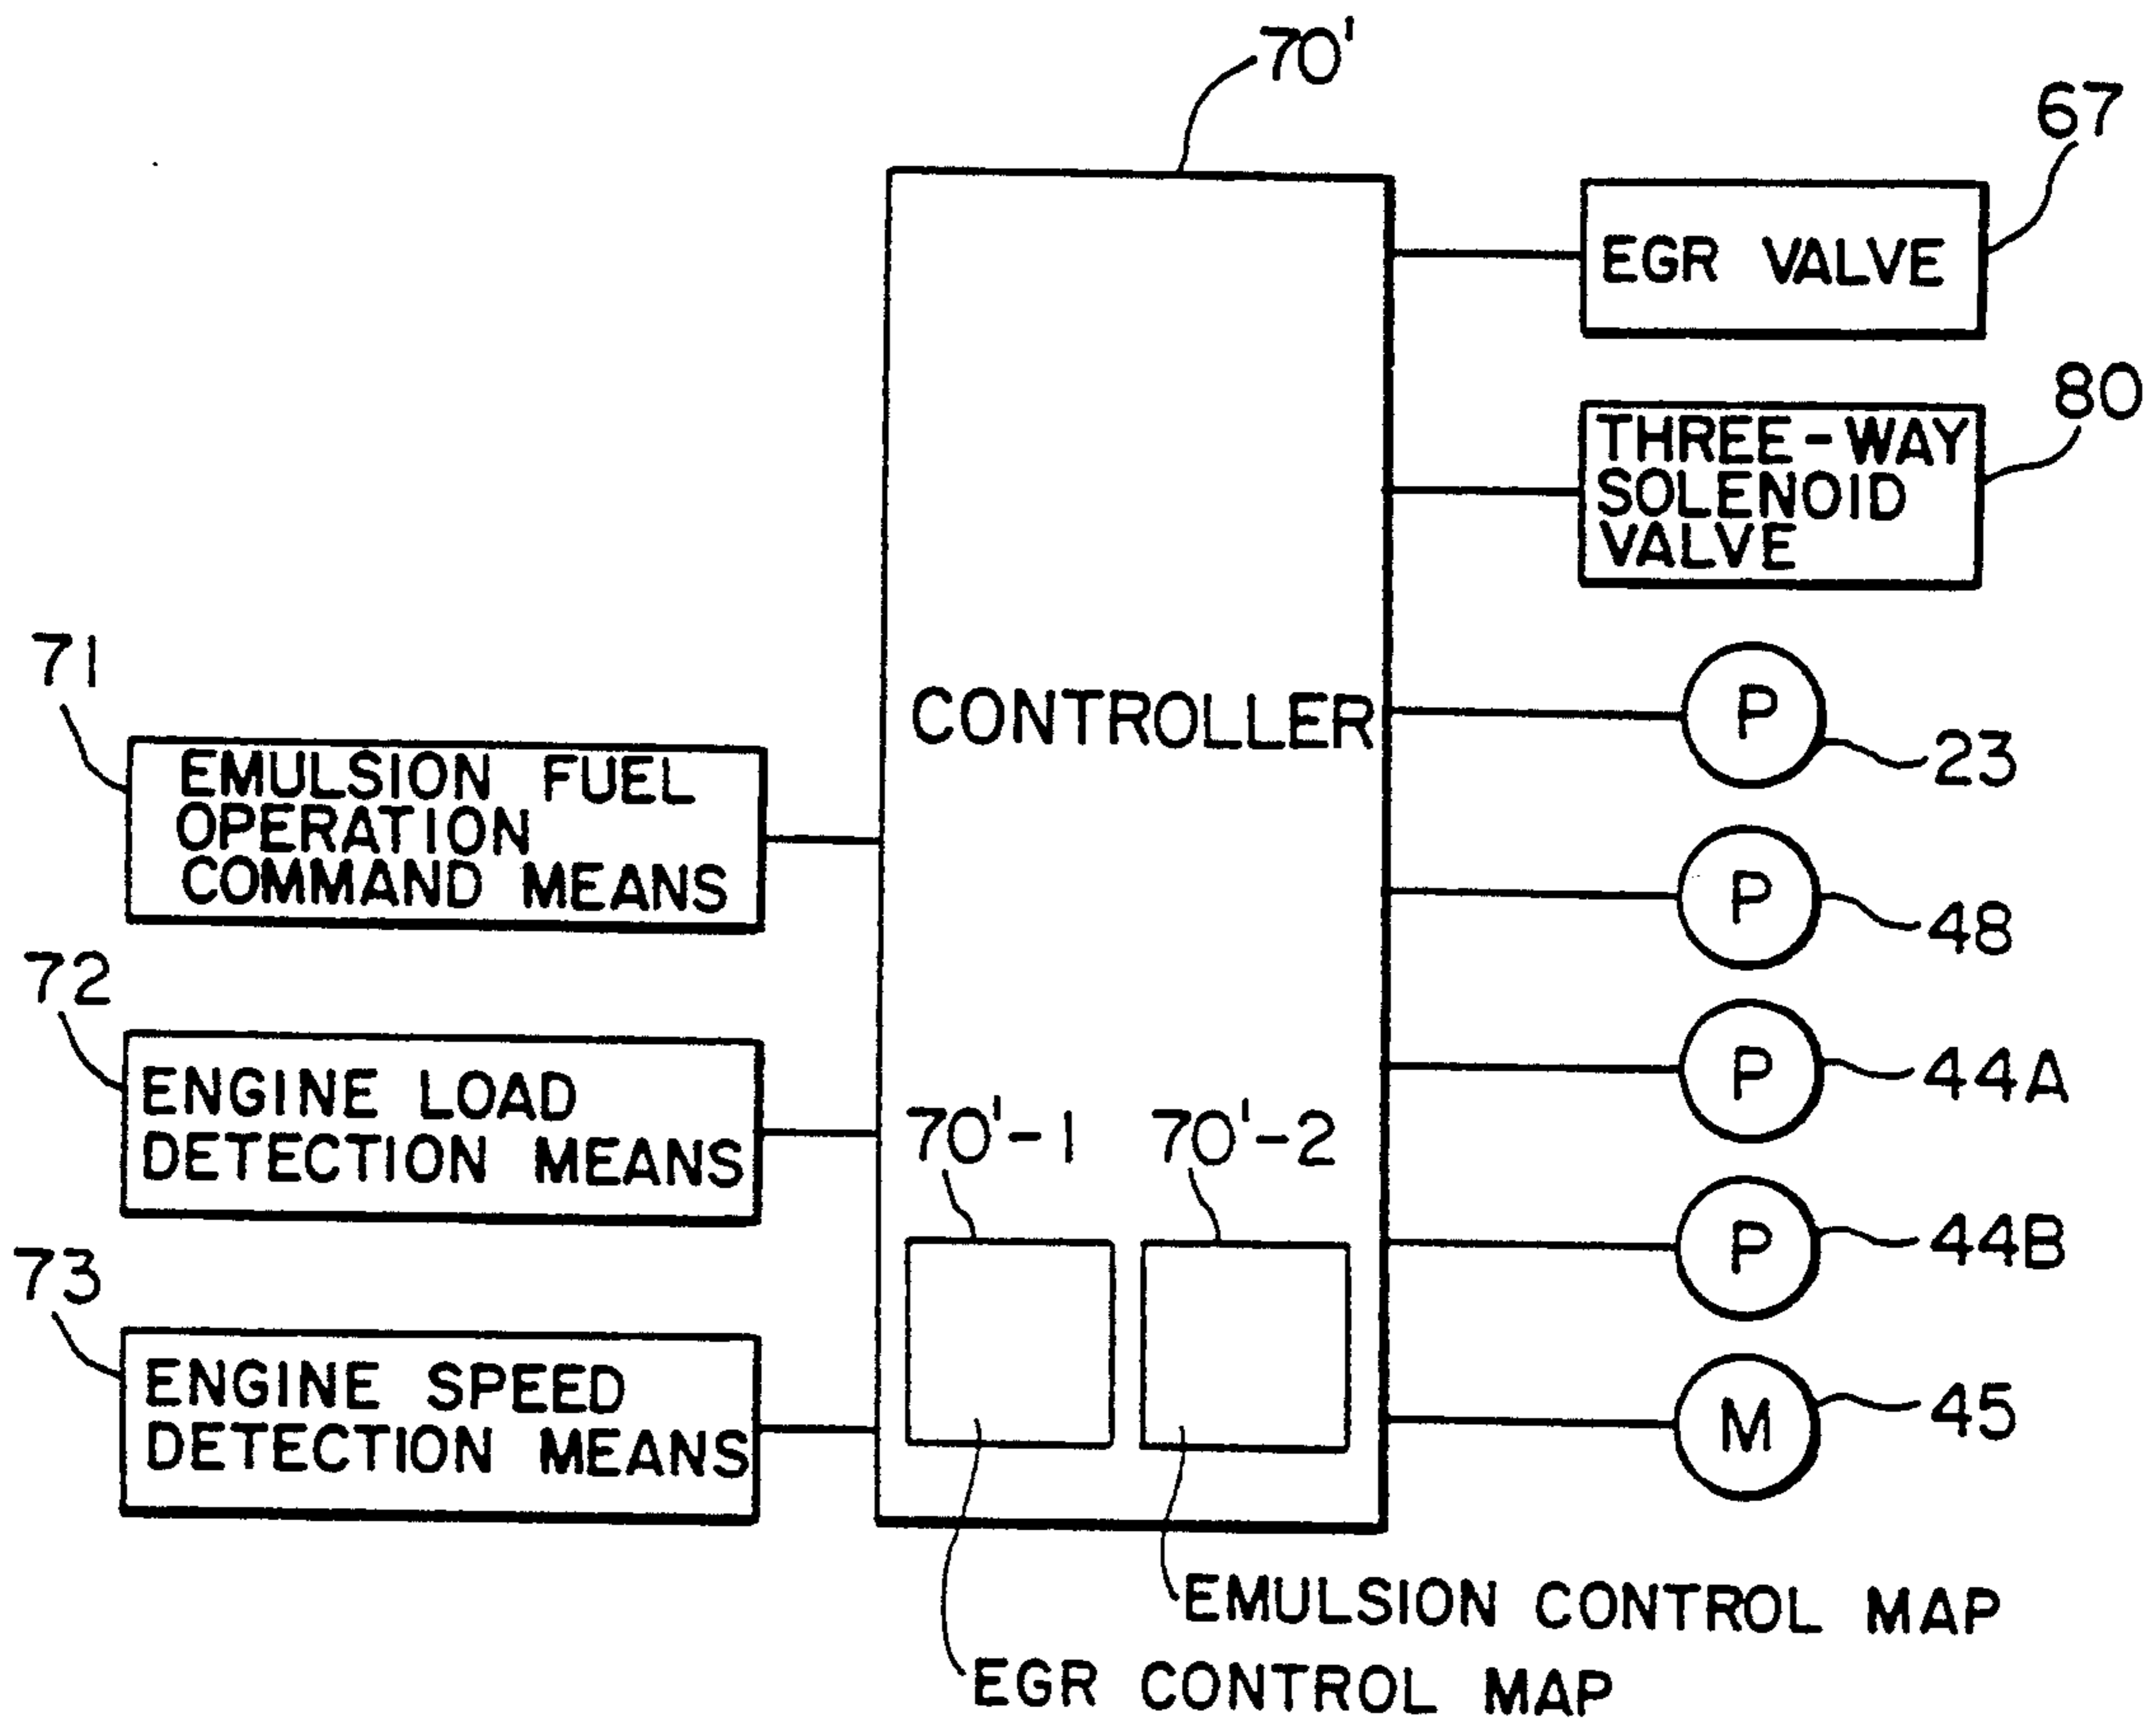 70'
67
EGR VALVE
80
THREE-WAY
SOLENOID
VALVE
CONTROLLER
P
23
71
EMULSION FUEL
OPERATION
COMMAND MEANS
P
48
72
ENGINE LOAD
DETECTION MEANS
P
44A
70'-1
70'-2
P
44B
73
ENGINE SPEED
DETECTION MEANS
M
45
EMULSION CONTROL MAP
EGR CONTROL MAP